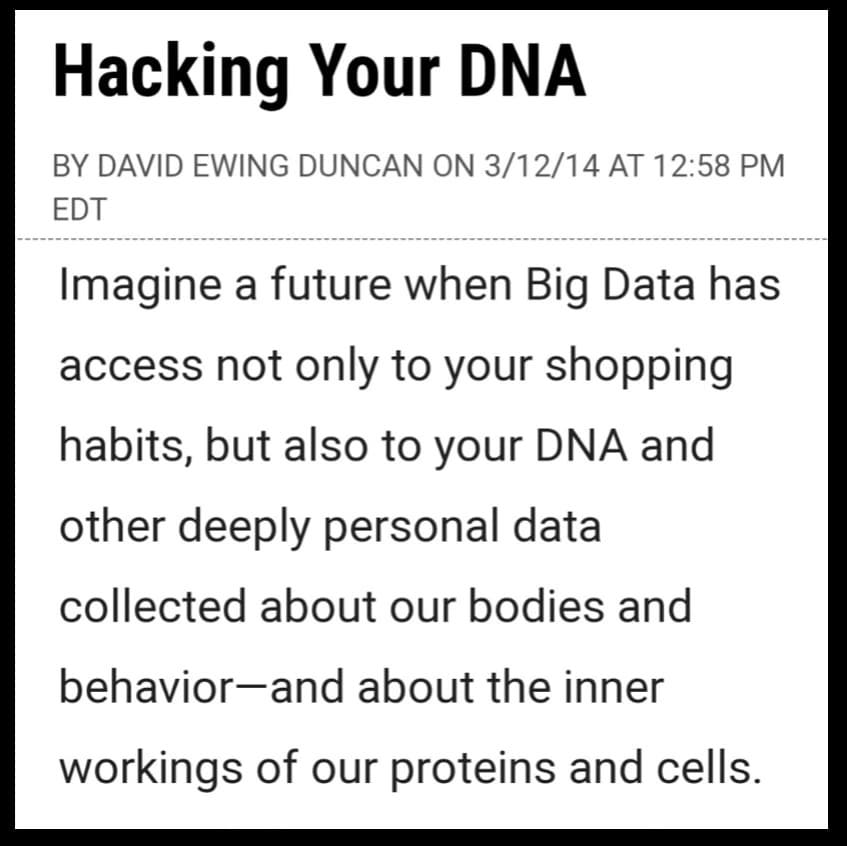 Hacking Your DNA
BY DAVID EWING DUNCAN ON 3/12/14 AT 12:58 PM
EDT
Imagine a future when Big Data has
access not only to your shopping
habits, but also to your DNA and
other deeply personal data
collected about our bodies and
behavior—and about the inner
workings of our proteins and cells.